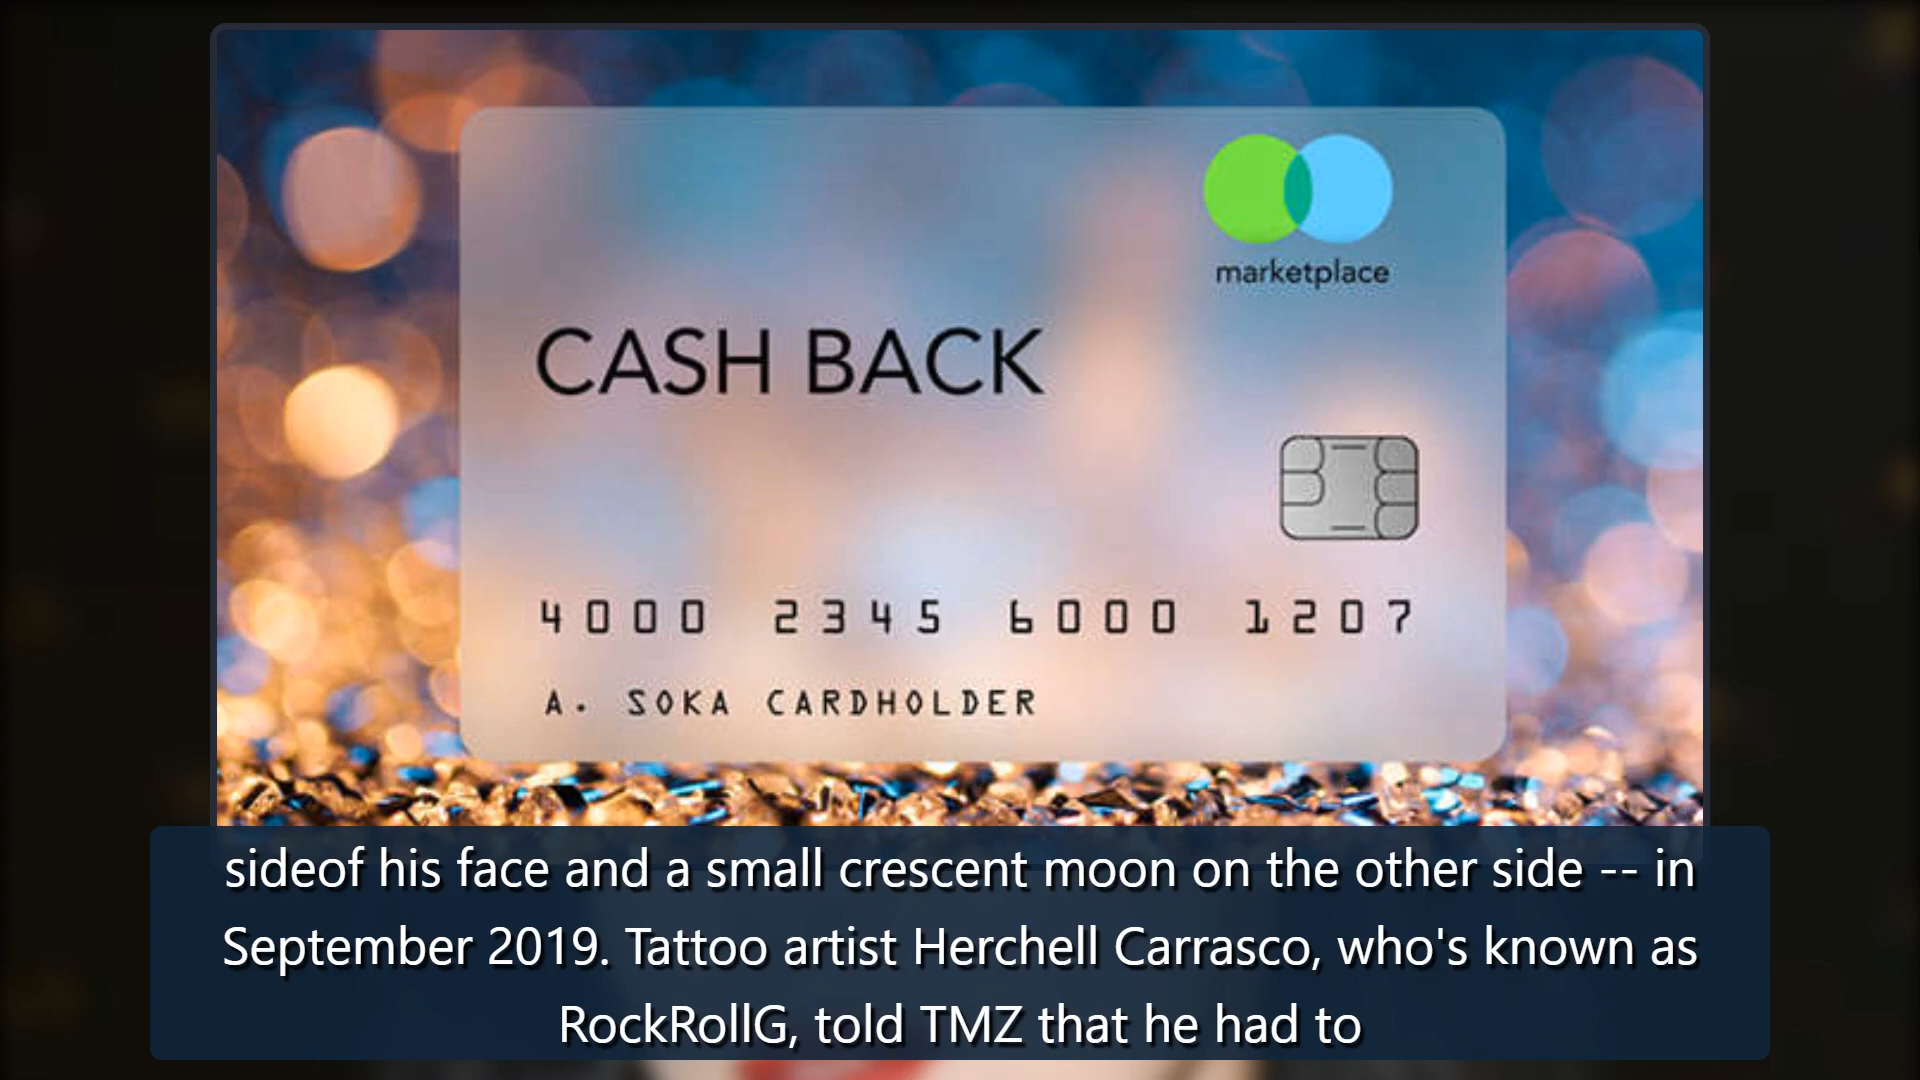 marketplace
CASH BACK
4000 2345 6000 1207
A. SOKA CARDHOLDER
sideof his face and a small crescent moon on the other side -- in
September 2019. Tattoo artist Herchell Carrasco, who's known as
RockRollG, told TMZ that he had to